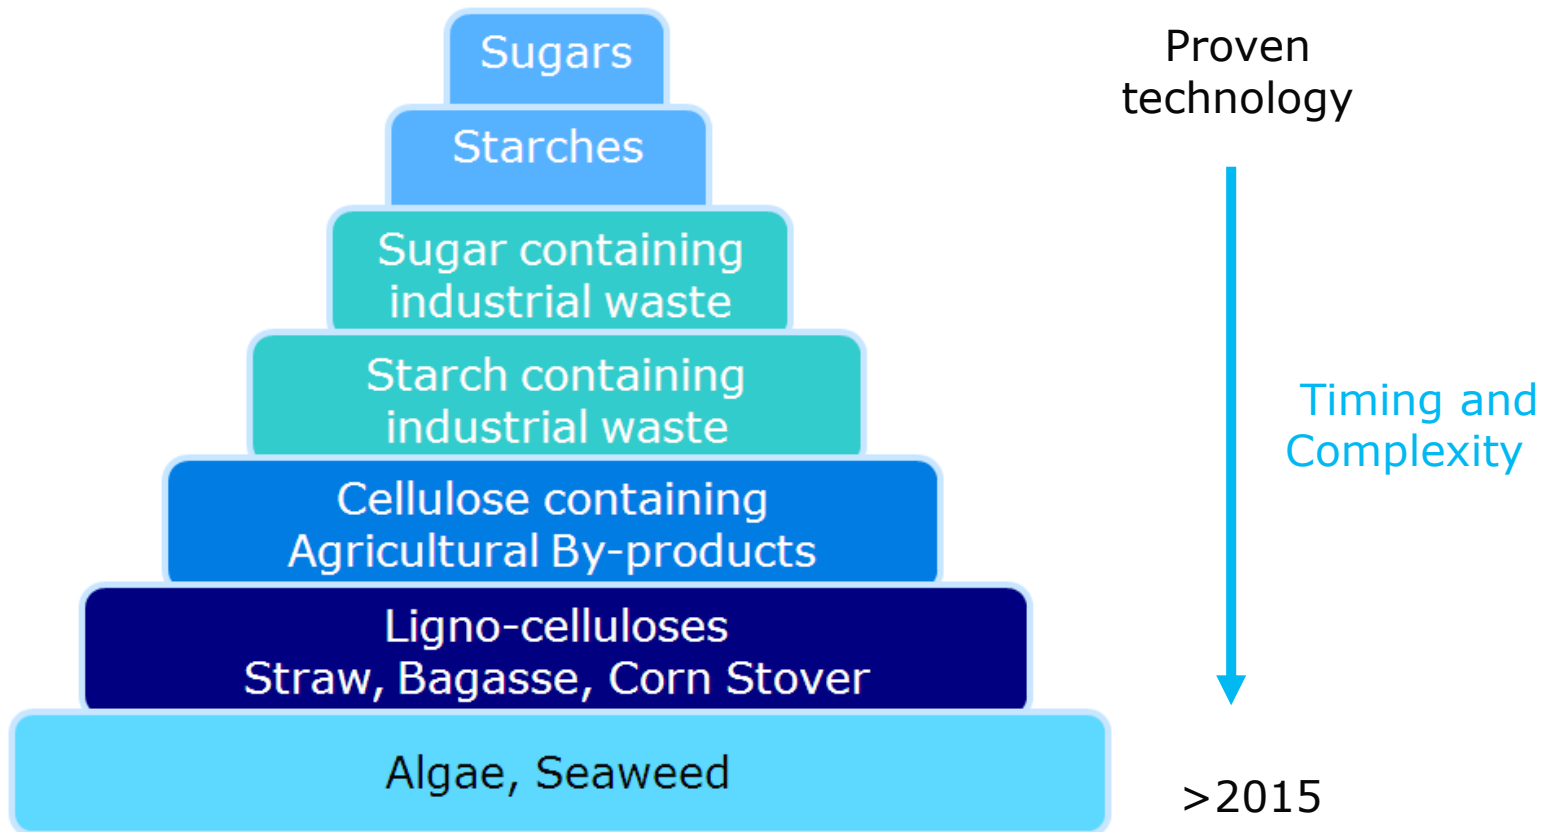 Sugars
Starches
Sugar containing
industrial waste
Starch containing
industrial waste
Cellulose containing
Agricultural By-products
Ligno-celluloses
Straw, Bagasse, Corn Stover
Algae, Seaweed
Proven
technology
Timing and
Complexity
>2015